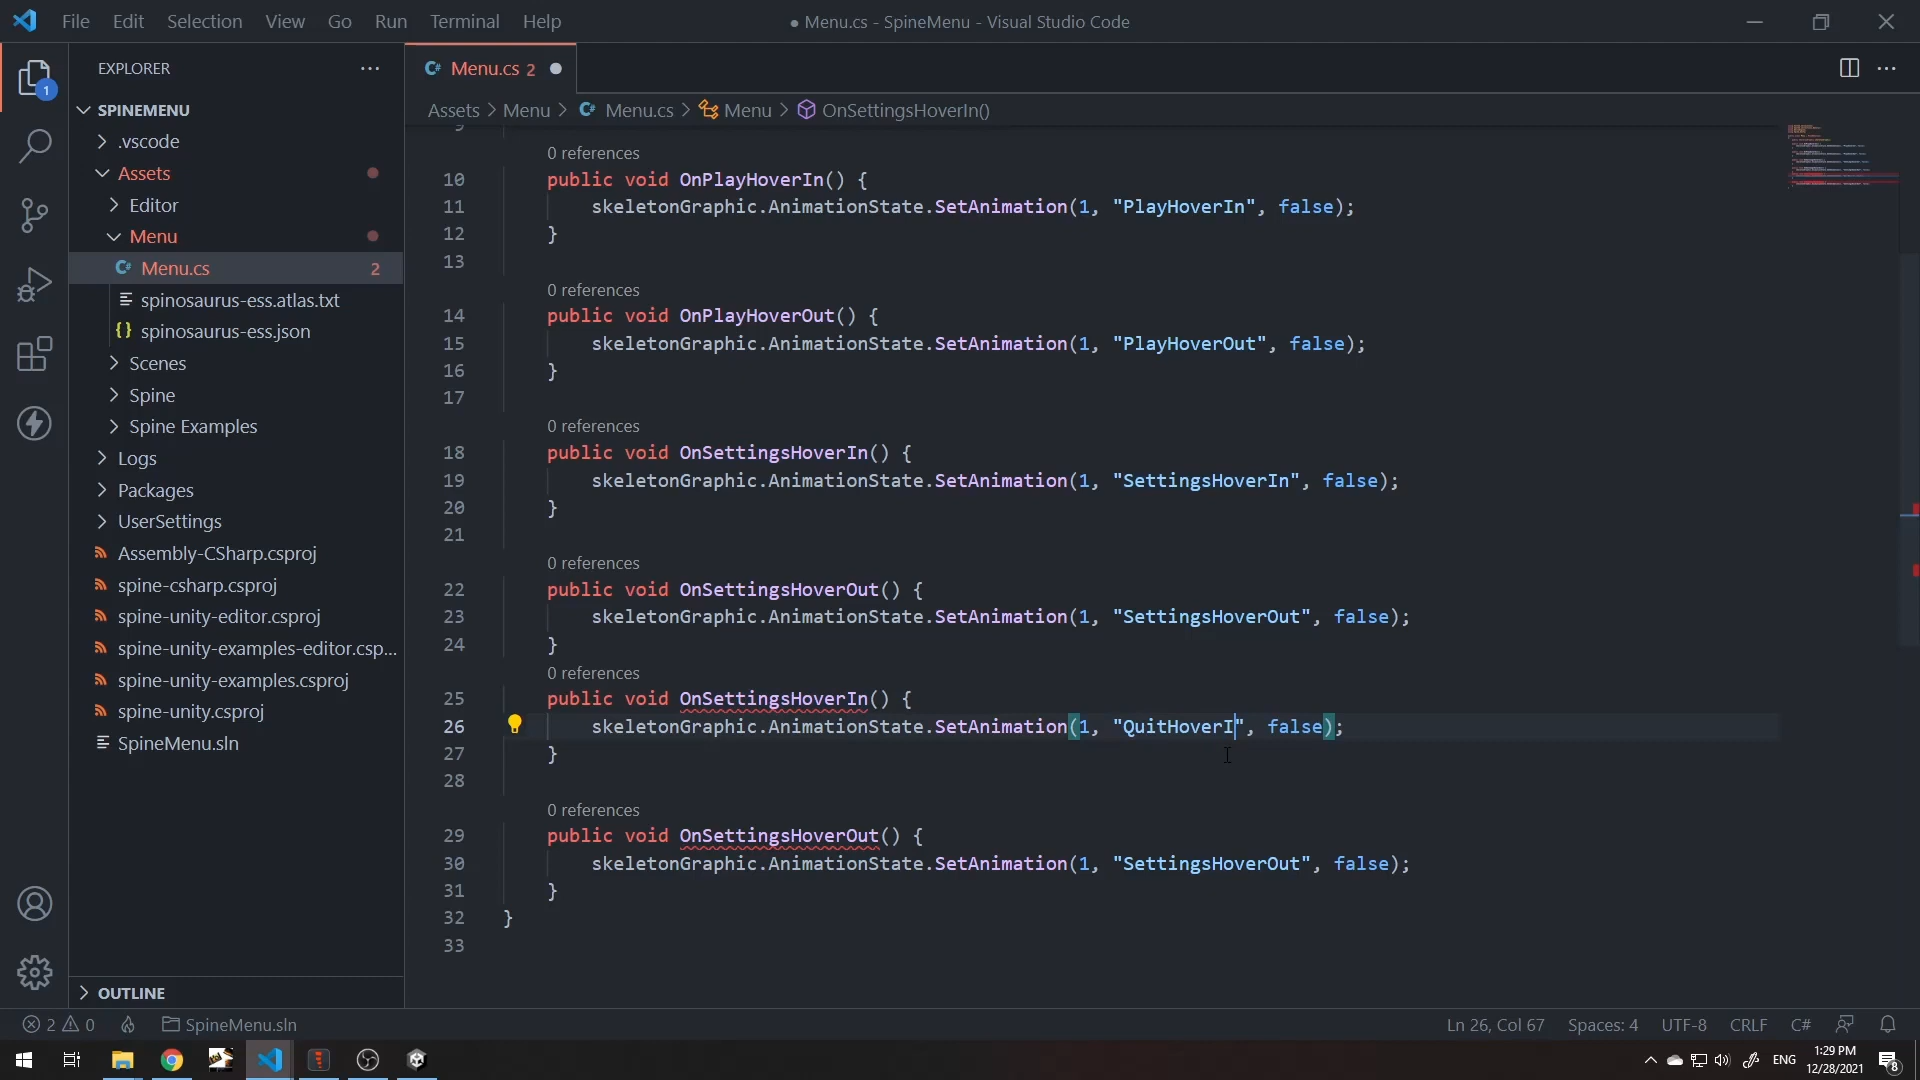 File Edit Selection View Go Run Terminal Help
● Menu.cs - SpineMenu - Visual Studio Code
EXPLORER
SPINEMENU
.vscode
Assets
Editor
Menu
Menu.cs 2
spinosaurus-ess.atlas.txt
spinosaurus-ess.json
Scenes
Spine
Spine Examples
Logs
Packages
UserSettings
Assembly-CSharp.csproj
spine-csharp.csproj
spine-unity-editor.csproj
spine-unity-examples-editor.csp...
spine-unity-examples.csproj
spine-unity.csproj
SpineMenu.sln
OUTLINE
1
Menu.cs 2 ●
Assets > Menu > Menu.cs > Menu > OnSettingsHoverIn()
9
0 references
10 public void OnPlayHoverIn() {
11 skeletonGraphic.AnimationState.SetAnimation(1, "PlayHoverIn", false);
12 }
13
0 references
14 public void OnPlayHoverOut() {
15 skeletonGraphic.AnimationState.SetAnimation(1, "PlayHoverOut", false);
16 }
17
0 references
18 public void OnSettingsHoverIn() {
19 skeletonGraphic.AnimationState.SetAnimation(1, "SettingsHoverIn", false);
20 }
21
0 references
22 public void OnSettingsHoverOut() {
23 skeletonGraphic.AnimationState.SetAnimation(1, "SettingsHoverOut", false);
24 }
0 references
25 public void OnSettingsHoverIn() {
26 skeletonGraphic.AnimationState.SetAnimation(1, "QuitHoverI", false);
27 }
28
0 references
29 public void OnSettingsHoverOut() {
30 skeletonGraphic.AnimationState.SetAnimation(1, "SettingsHoverOut", false);
31 }
32 }
33
2 0 SpineMenu.sln
Ln 26, Col 67 Spaces: 4 UTF-8 CRLF C#
ENG
1:29 PM
12/28/2021
8